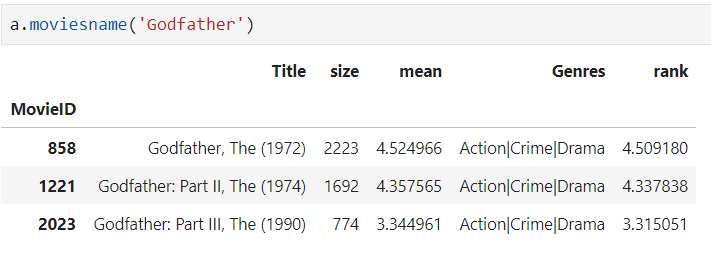 a.moviesname('Godfather')
Title size mean Genres rank
MovieID
858 Godfather, The (1972) 2223 4.524966 Action|Crime|Drama 4.509180
1221 Godfather: Part II, The (1974) 1692 4.357565 Action|Crime|Drama 4.337838
2023 Godfather: Part III, The (1990) 774 3.344961 Action|Crime|Drama 3.315051